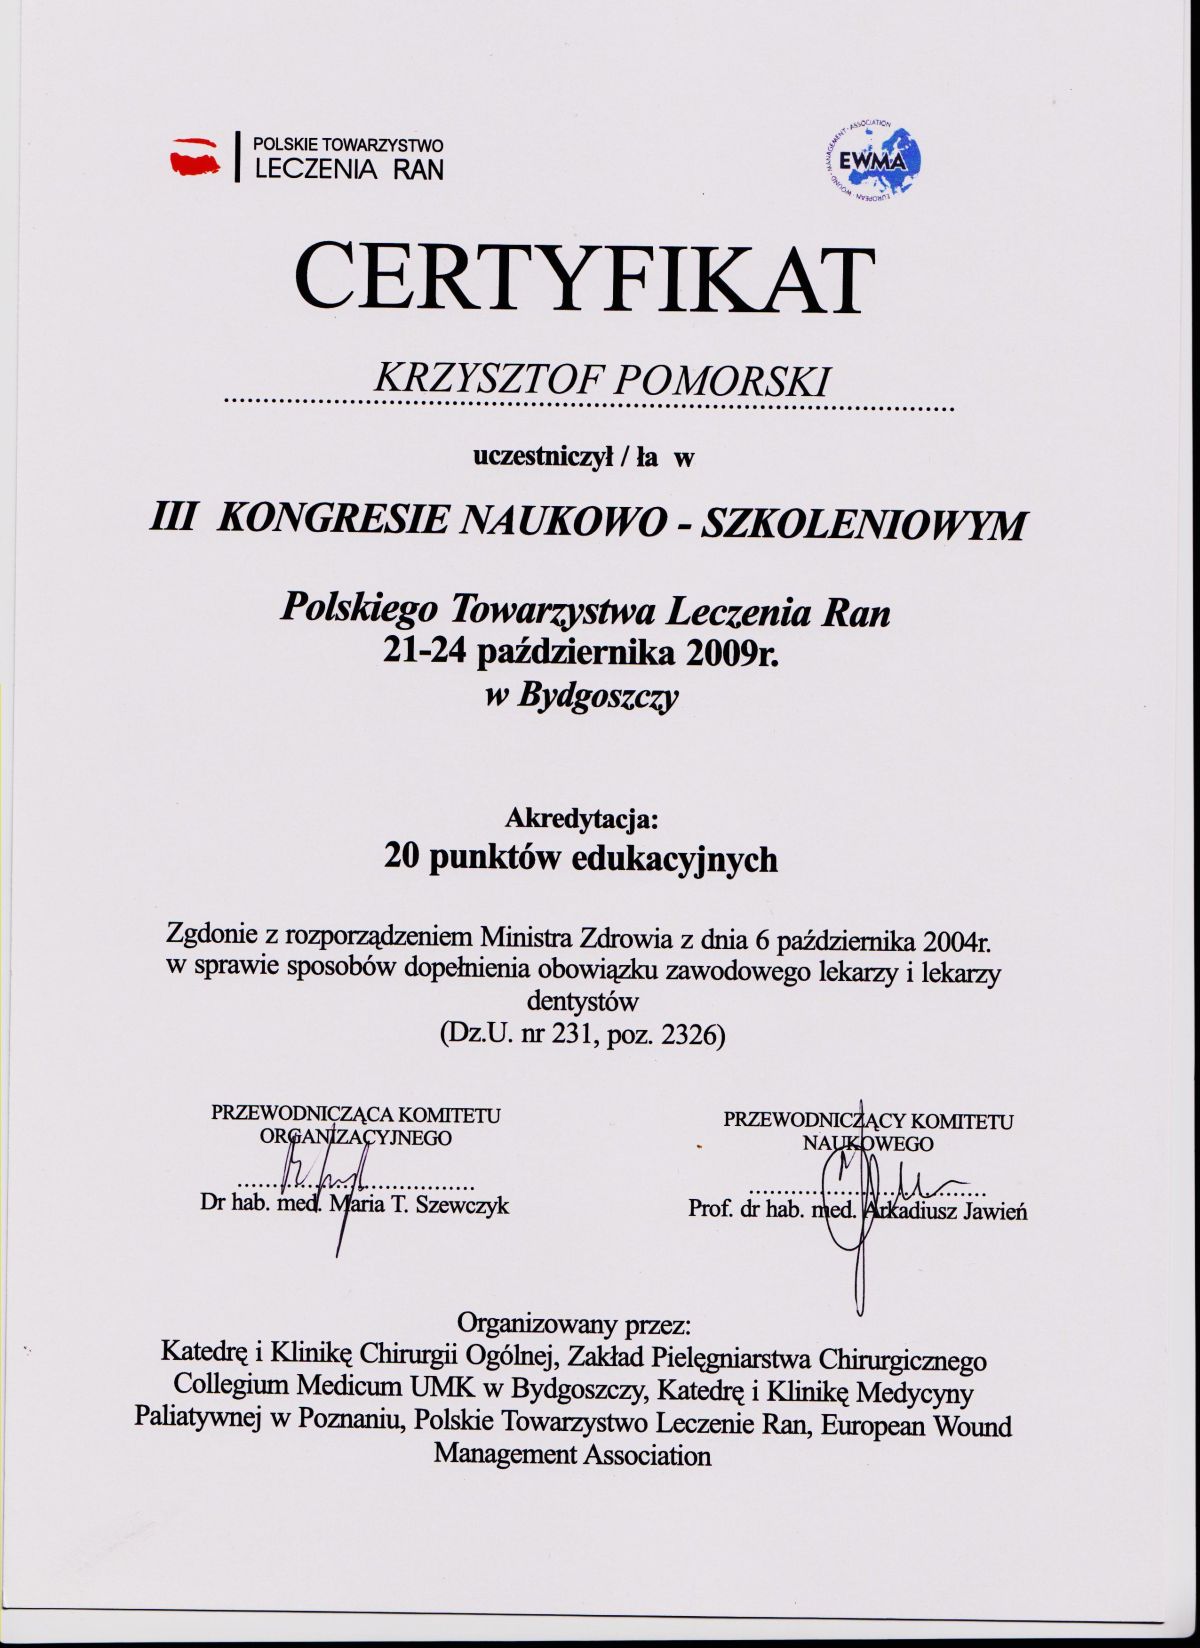 POLSKIE TOWARZYSTWO
LECZENIA RAN
EWMA
EUROPEAN · WOUND · MANAGEMENT · ASSOCIATION
CERTYFIKAT
KRZYSZTOF POMORSKI
uczestniczył / ła w
III KONGRESIE NAUKOWO - SZKOLENIOWYM
Polskiego Towarzystwa Leczenia Ran
21-24 października 2009r.
w Bydgoszczy
Akredytacja:
20 punktów edukacyjnych
Zgdonie z rozporządzeniem Ministra Zdrowia z dnia 6 października 2004r.
w sprawie sposobów dopełnienia obowiązku zawodowego lekarzy i lekarzy
dentystów
(Dz.U. nr 231, poz. 2326)
PRZEWODNICZĄCA KOMITETU
ORGANIZACYJNEGO
Dr hab. med. Maria T. Szewczyk
PRZEWODNICZĄCY KOMITETU
NAUKOWEGO
Prof. dr hab. med. Arkadiusz Jawień
Organizowany przez:
Katedrę i Klinikę Chirurgii Ogólnej, Zakład Pielęgniarstwa Chirurgicznego
Collegium Medicum UMK w Bydgoszczy, Katedrę i Klinikę Medycyny
Paliatywnej w Poznaniu, Polskie Towarzystwo Leczenie Ran, European Wound
Management Association